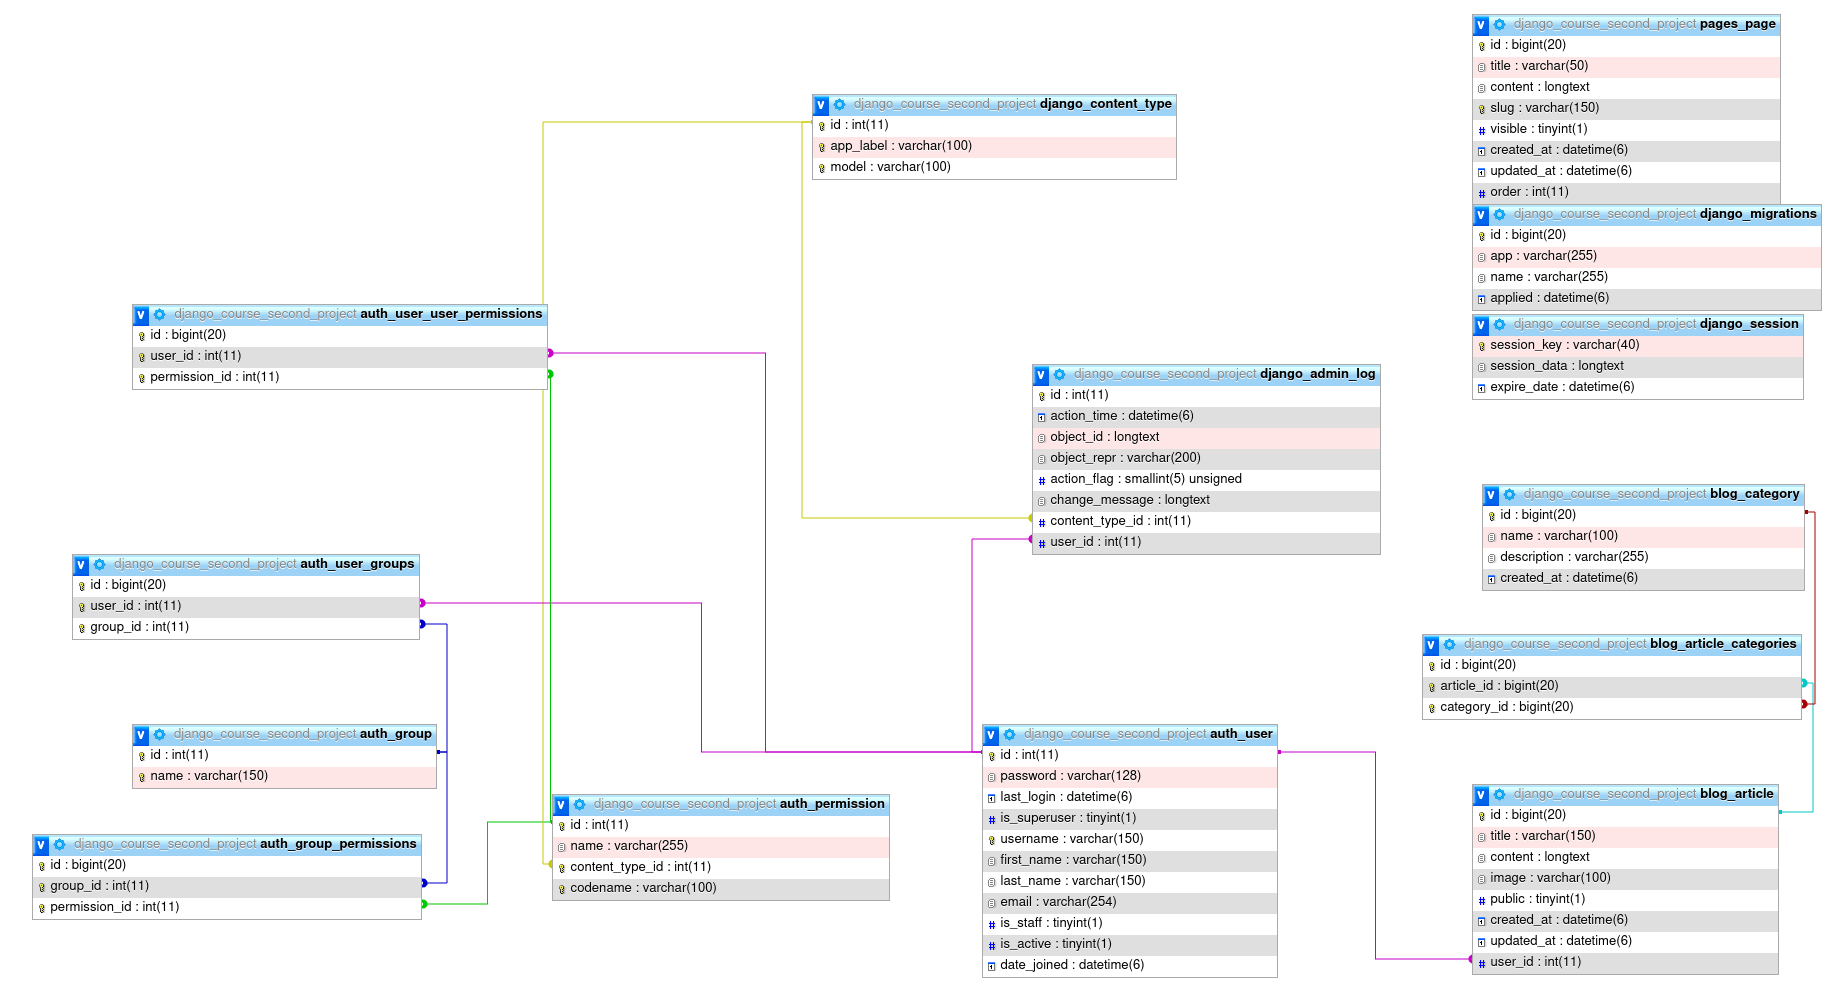 v django_course_second_project pages_page
id : bigint(20)
title : varchar(50)
content : longtext
slug : varchar(150)
# visible : tinyint(1)
created_at : datetime(6)
updated_at : datetime(6)
# order : int(11)
v django_course_second_project django_content_type
id : int(11)
app_label : varchar(100)
model : varchar(100)
v django_course_second_project django_migrations
id : bigint(20)
app : varchar(255)
name : varchar(255)
applied : datetime(6)
v django_course_second_project auth_user_user_permissions
id : bigint(20)
user_id : int(11)
permission_id : int(11)
v django_course_second_project django_session
session_key : varchar(40)
session_data : longtext
expire_date : datetime(6)
v django_course_second_project django_admin_log
id : int(11)
action_time : datetime(6)
object_id : longtext
object_repr : varchar(200)
# action_flag : smallint(5) unsigned
change_message : longtext
# content_type_id : int(11)
# user_id : int(11)
v django_course_second_project blog_category
id : bigint(20)
name : varchar(100)
description : varchar(255)
created_at : datetime(6)
v django_course_second_project auth_user_groups
id : bigint(20)
user_id : int(11)
group_id : int(11)
v django_course_second_project blog_article_categories
id : bigint(20)
article_id : bigint(20)
category_id : bigint(20)
v django_course_second_project auth_group
id : int(11)
name : varchar(150)
v django_course_second_project auth_user
id : int(11)
password : varchar(128)
last_login : datetime(6)
# is_superuser : tinyint(1)
username : varchar(150)
first_name : varchar(150)
last_name : varchar(150)
email : varchar(254)
# is_staff : tinyint(1)
# is_active : tinyint(1)
date_joined : datetime(6)
v django_course_second_project auth_permission
id : int(11)
name : varchar(255)
content_type_id : int(11)
codename : varchar(100)
v django_course_second_project blog_article
id : bigint(20)
title : varchar(150)
content : longtext
image : varchar(100)
# public : tinyint(1)
created_at : datetime(6)
updated_at : datetime(6)
# user_id : int(11)
v django_course_second_project auth_group_permissions
id : bigint(20)
group_id : int(11)
permission_id : int(11)